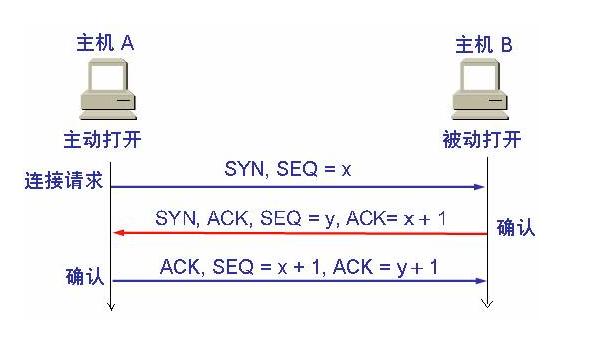 主机 A
主机 B
主动打开
被动打开
连接请求
SYN, SEQ = x
SYN, ACK, SEQ = y, ACK= x + 1
确认
确认
ACK, SEQ = x + 1, ACK = y + 1